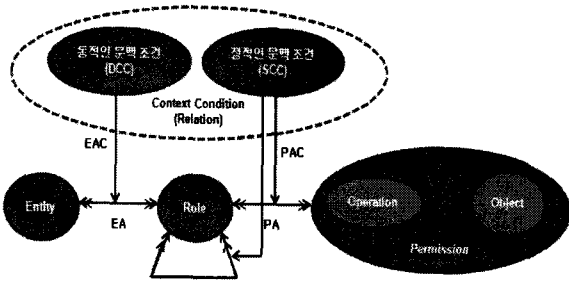 동적인 문맥 조건
(DCC)
정적인 문맥 조건
(SCC)
Context Condition
(Relation)
EAC
PAC
Entity
EA
Role
PA
Operation
Object
Permission